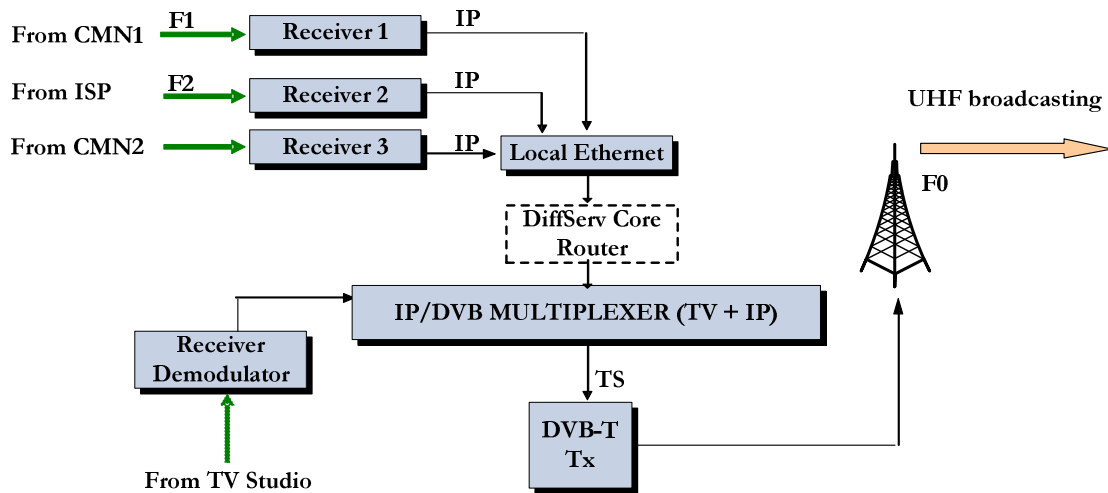 From CMN1
F1
Receiver 1
IP
From ISP
F2
Receiver 2
IP
UHF broadcasting
From CMN2
Receiver 3
IP
Local Ethernet
F0
DiffServ Core
Router
IP/DVB MULTIPLEXER (TV + IP)
Receiver
Demodulator
TS
DVB-T
Tx
From TV Studio